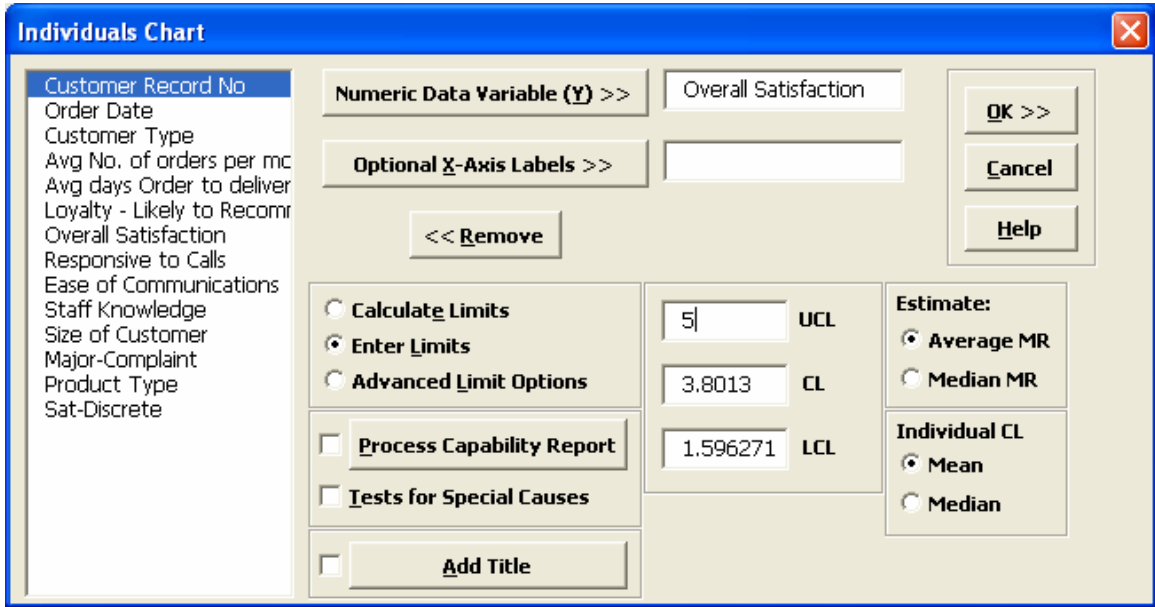 Individuals Chart
Customer Record No
Order Date
Customer Type
Avg No. of orders per mc
Avg days Order to deliver
Loyalty - Likely to Recomr
Overall Satisfaction
Responsive to Calls
Ease of Communications
Staff Knowledge
Size of Customer
Major-Complaint
Product Type
Sat-Discrete
Numeric Data Variable (Y) >>
Overall Satisfaction
Optional X-Axis Labels >>
<< Remove
OK >>
Cancel
Help
Calculate Limits
Enter Limits
Advanced Limit Options
5 UCL
3.8013 CL
1.596271 LCL
Estimate:
Average MR
Median MR
Individual CL
Mean
Median
Process Capability Report
Tests for Special Causes
Add Title